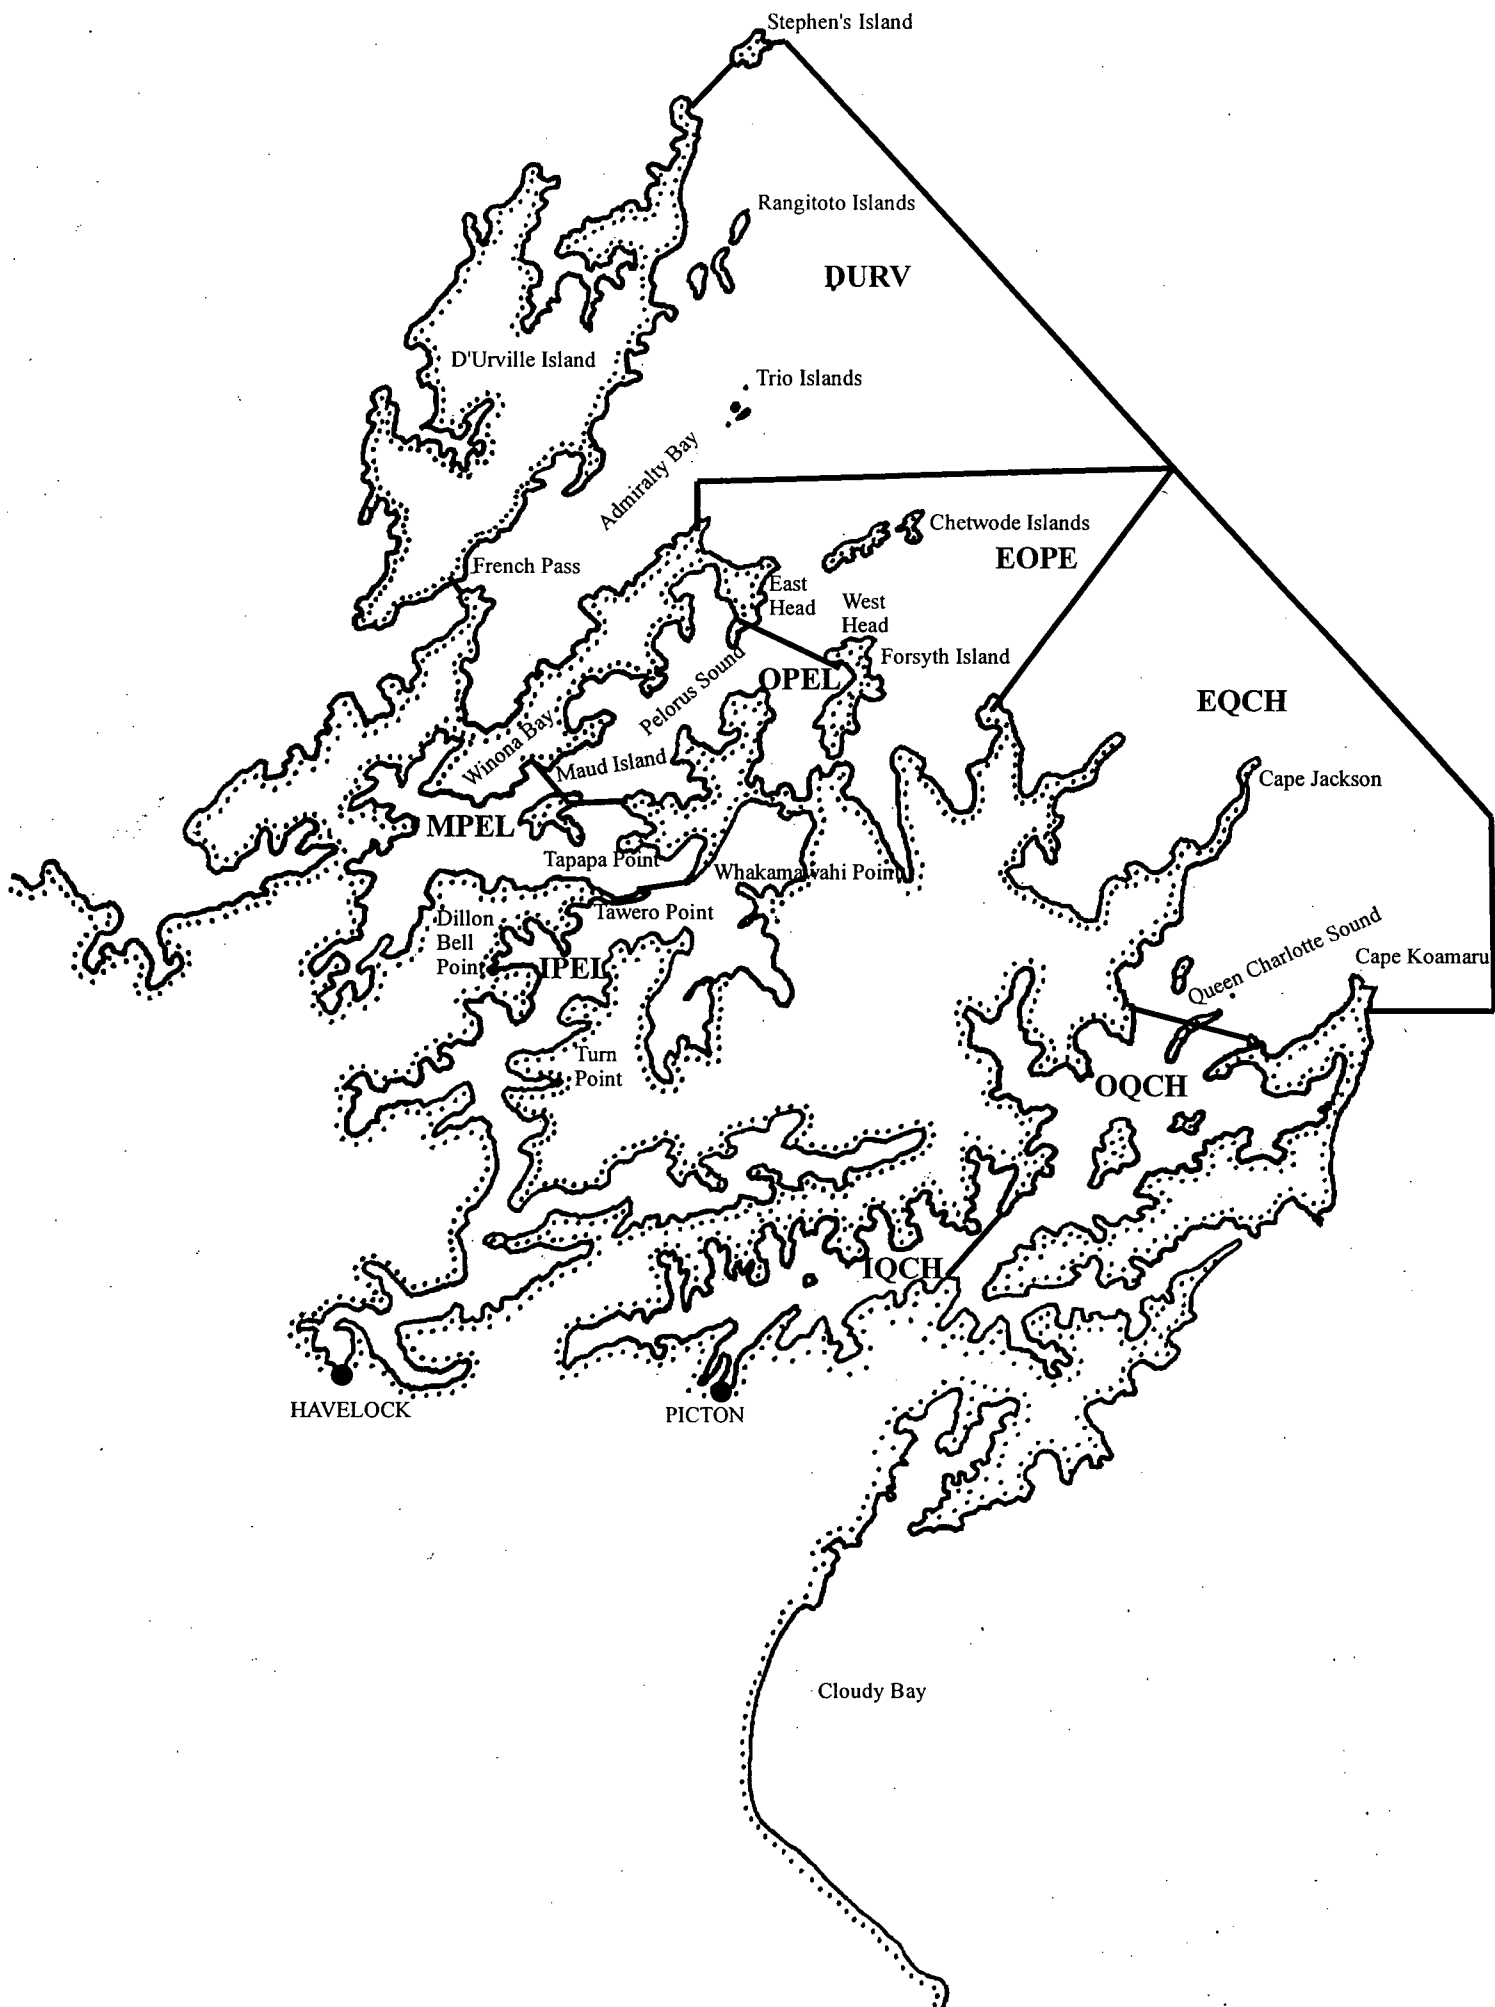 Stephen's Island
Rangitoto Islands
DURV
D'Urville Island
Trio Islands
Admiralty Bay
Chetwode Islands
EOPE
French Pass
East
Head
West
Head
Forsyth Island
Pelorus Sound
OPEL
EQCH
Winona Bay
Maud Island
Cape Jackson
MPEL
Tapapa Point
Whakamawahi Point
Dillon
Bell
Point
Tawero Point
IPEL
Queen Charlotte Sound
Cape Koamaru
Turn
Point
OQCH
IQCH
HAVELOCK
PICTON
Cloudy Bay